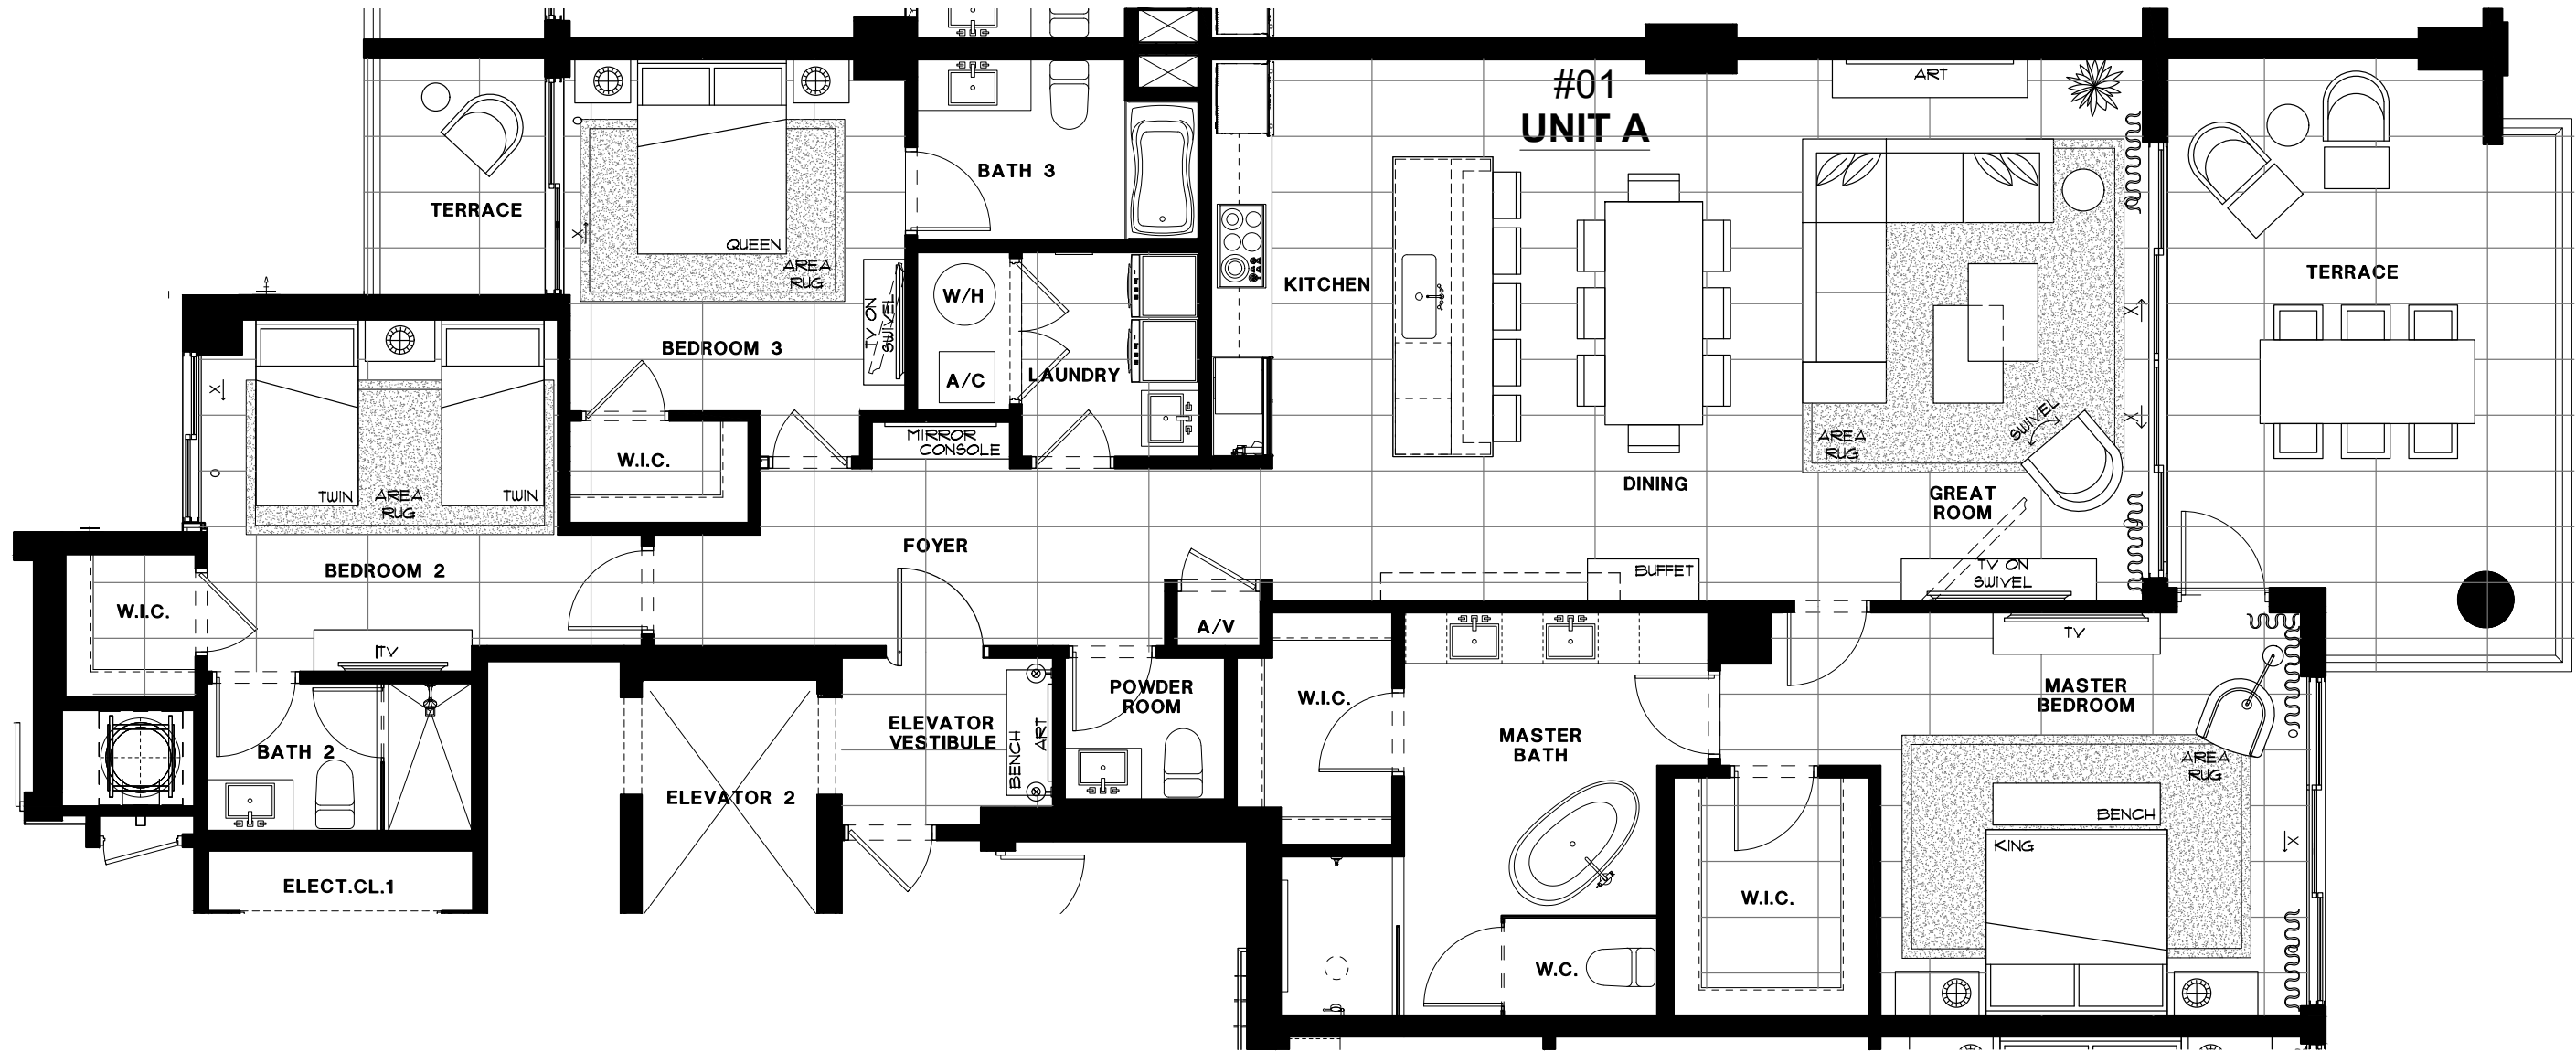 #01
UNIT A
ART
TERRACE
QUEEN
AREA
RUG
BATH 3
W/H
A/C
LAUNDRY
TV ON
SWIVEL
BEDROOM 3
KITCHEN
DINING
AREA
RUG
SWIVEL
GREAT
ROOM
TERRACE
X
X
X
X
TWIN
AREA
RUG
TWIN
W.I.C.
MIRROR
CONSOLE
FOYER
BEDROOM 2
W.I.C.
TV
BATH 2
ELECT.CL.1
ELEVATOR 2
ELEVATOR
VESTIBULE
BENCH
ART
POWDER
ROOM
A/V
BUFFET
TV ON
SWIVEL
TV
W.I.C.
MASTER
BATH
MASTER
BEDROOM
AREA
RUG
BENCH
KING
X
W.I.C.
W.C.